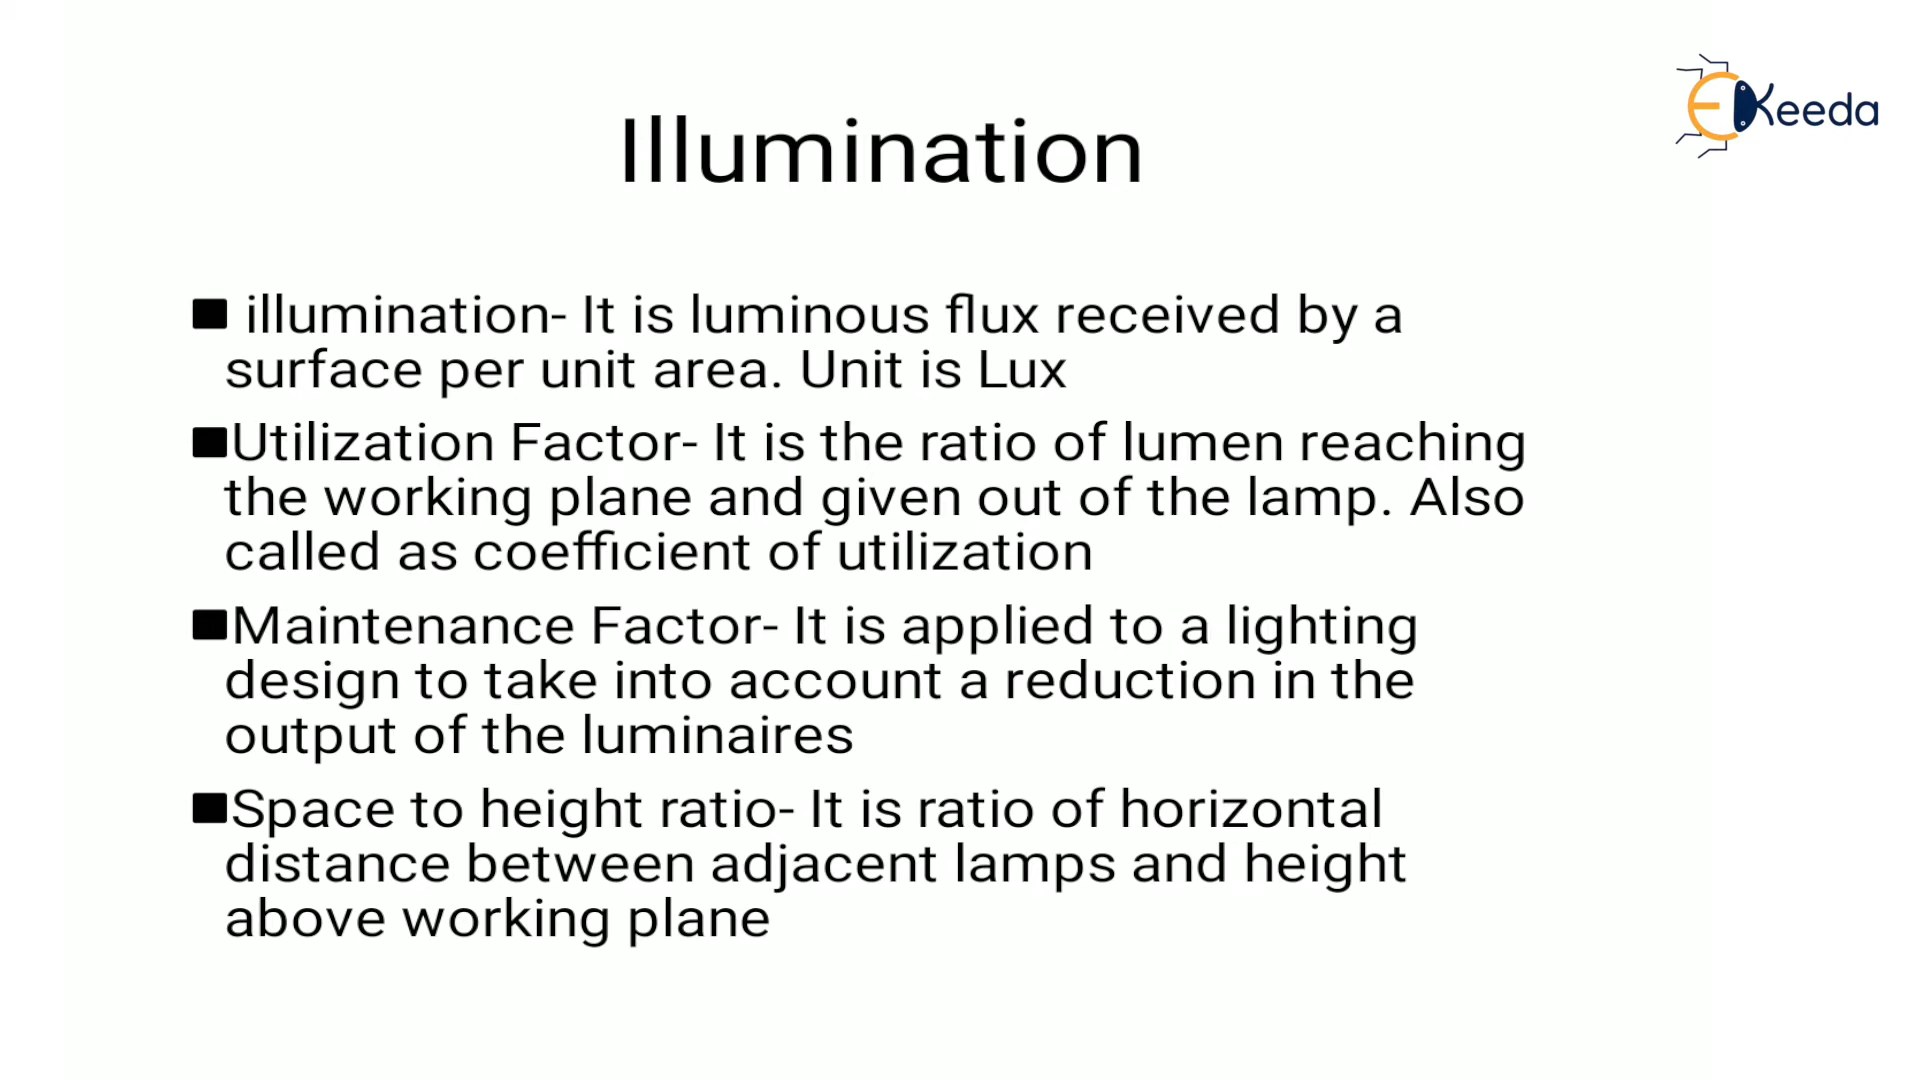 EKeeda
Illumination
illumination- It is luminous flux received by a
surface per unit area. Unit is Lux
Utilization Factor- It is the ratio of lumen reaching
the working plane and given out of the lamp. Also
called as coefficient of utilization
Maintenance Factor- It is applied to a lighting
design to take into account a reduction in the
output of the luminaires
Space to height ratio- It is ratio of horizontal
distance between adjacent lamps and height
above working plane